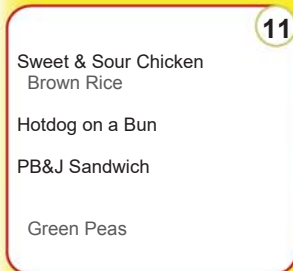 11
Sweet & Sour Chicken
Brown Rice
Hotdog on a Bun
PB&J Sandwich
Green Peas